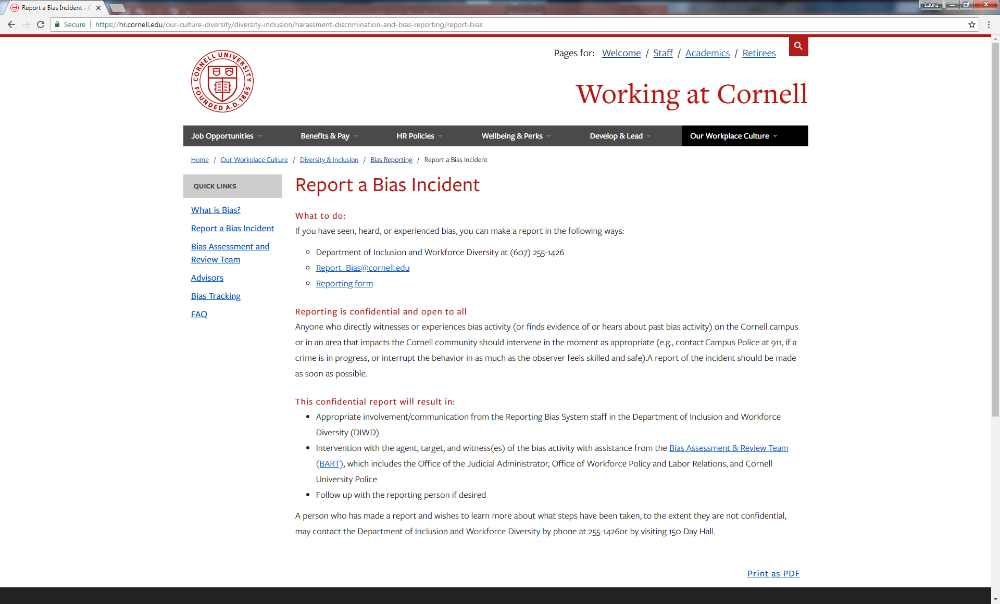 Report a Bias Incident - C
Laura
Secure
https://hr.cornell.edu/our-culture-diversity/diversity-inclusion/harassment-discrimination-and-bias-reporting/report-bias
Pages for: Welcome / Staff / Academics / Retirees
CORNELL UNIVERSITY
FOUNDED A.D. 1865
Working at Cornell
Job Opportunities Benefits & Pay HR Policies Wellbeing & Perks Develop & Lead Our Workplace Culture
Home / Our Workplace Culture / Diversity & Inclusion / Bias Reporting / Report a Bias Incident
QUICK LINKS
What is Bias?
Report a Bias Incident
Bias Assessment and
Review Team
Advisors
Bias Tracking
FAQ
Report a Bias Incident
What to do:
If you have seen, heard, or experienced bias, you can make a report in the following ways:
Department of Inclusion and Workforce Diversity at (607) 255-1426
Report_Bias@cornell.edu
Reporting form
Reporting is confidential and open to all
Anyone who directly witnesses or experiences bias activity (or finds evidence of or hears about past bias activity) on the Cornell campus
or in an area that impacts the Cornell community should intervene in the moment as appropriate (e.g., contact Campus Police at 911, if a
crime is in progress, or interrupt the behavior in as much as the observer feels skilled and safe).A report of the incident should be made
as soon as possible.
This confidential report will result in:
Appropriate involvement/communication from the Reporting Bias System staff in the Department of Inclusion and Workforce
Diversity (DIWD)
Intervention with the agent, target, and witness(es) of the bias activity with assistance from the Bias Assessment & Review Team
(BART), which includes the Office of the Judicial Administrator, Office of Workforce Policy and Labor Relations, and Cornell
University Police
Follow up with the reporting person if desired
A person who has made a report and wishes to learn more about what steps have been taken, to the extent they are not confidential,
may contact the Department of Inclusion and Workforce Diversity by phone at 255-1426or by visiting 150 Day Hall.
Print as PDF